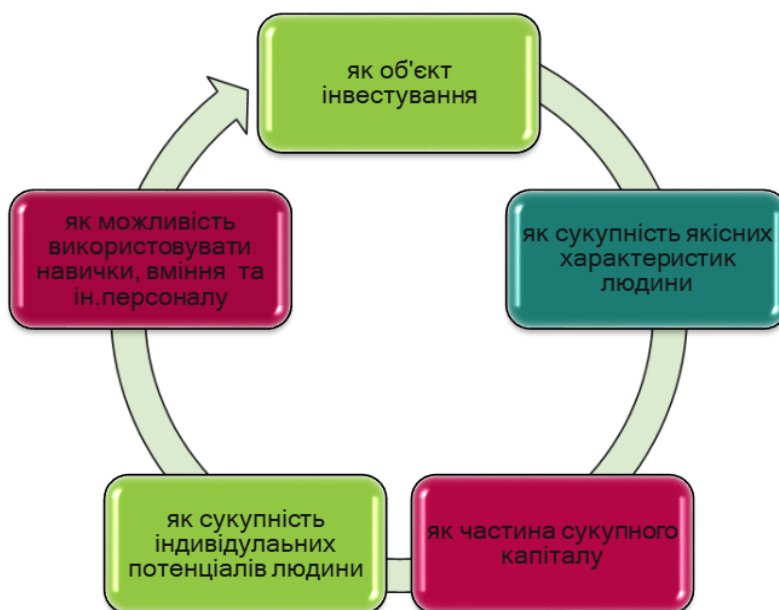 як об'єкт
інвестування
як сукупність якісних
характеристик
людини
як частина сукупного
капіталу
як сукупність
індивідулаьних
потенціалів людини
як можливість
використовувати
навички, вміння та
ін.персоналу